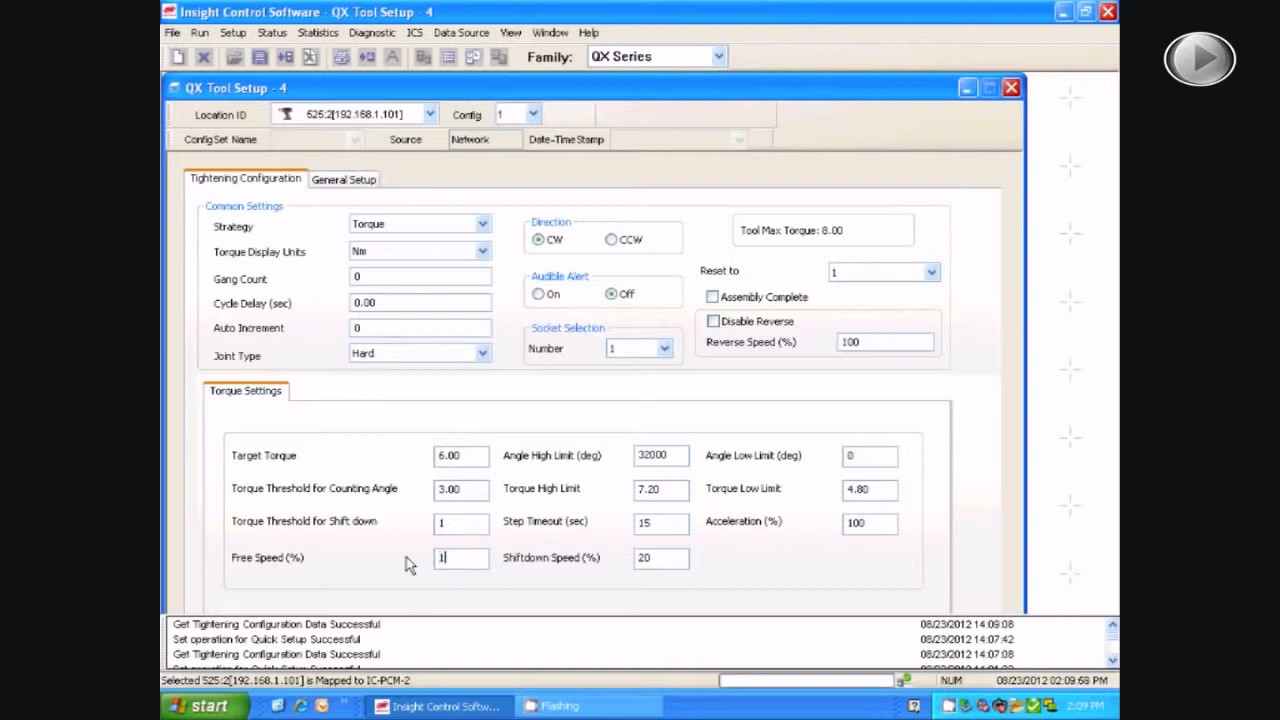 Insight Control Software - QX Tool Setup - 4
File Run Setup Status Statistics Diagnostic ICS Data Source View Window Help
Family: QX Series
QX Tool Setup - 4
Location ID 525:2[192.168.1.101] Config 1
Config Set Name Source Network Date-Time Stamp
Tightening Configuration General Setup
Common Settings
Strategy Torque
Torque Display Units Nm
Gang Count 0
Cycle Delay (sec) 0.00
Auto Increment 0
Joint Type Hard
Direction
CW CCW
Audible Alert
On Off
Socket Selection
Number 1
Tool Max Torque: 8.00
Reset to 1
Assembly Complete
Disable Reverse
Reverse Speed (%) 100
Torque Settings
Target Torque 6.00 Angle High Limit (deg) 32000 Angle Low Limit (deg) 0
Torque Threshold for Counting Angle 3.00 Torque High Limit 7.20 Torque Low Limit 4.80
Torque Threshold for Shift down 1 Step Timeout (sec) 15 Acceleration (%) 100
Free Speed (%) 1 Shiftdown Speed (%) 20
Get Tightening Configuration Data Successful 08/23/2012 14:09:08
Set operation for Quick Setup Successful 08/23/2012 14:07:42
Get Tightening Configuration Data Successful 08/23/2012 14:07:08
Selected 525:2[192.168.1.101] is Mapped to IC-PCM-2 NUM 08/23/2012 02:09:58 PM
start Insight Control Softw... Flashing 2:09 PM